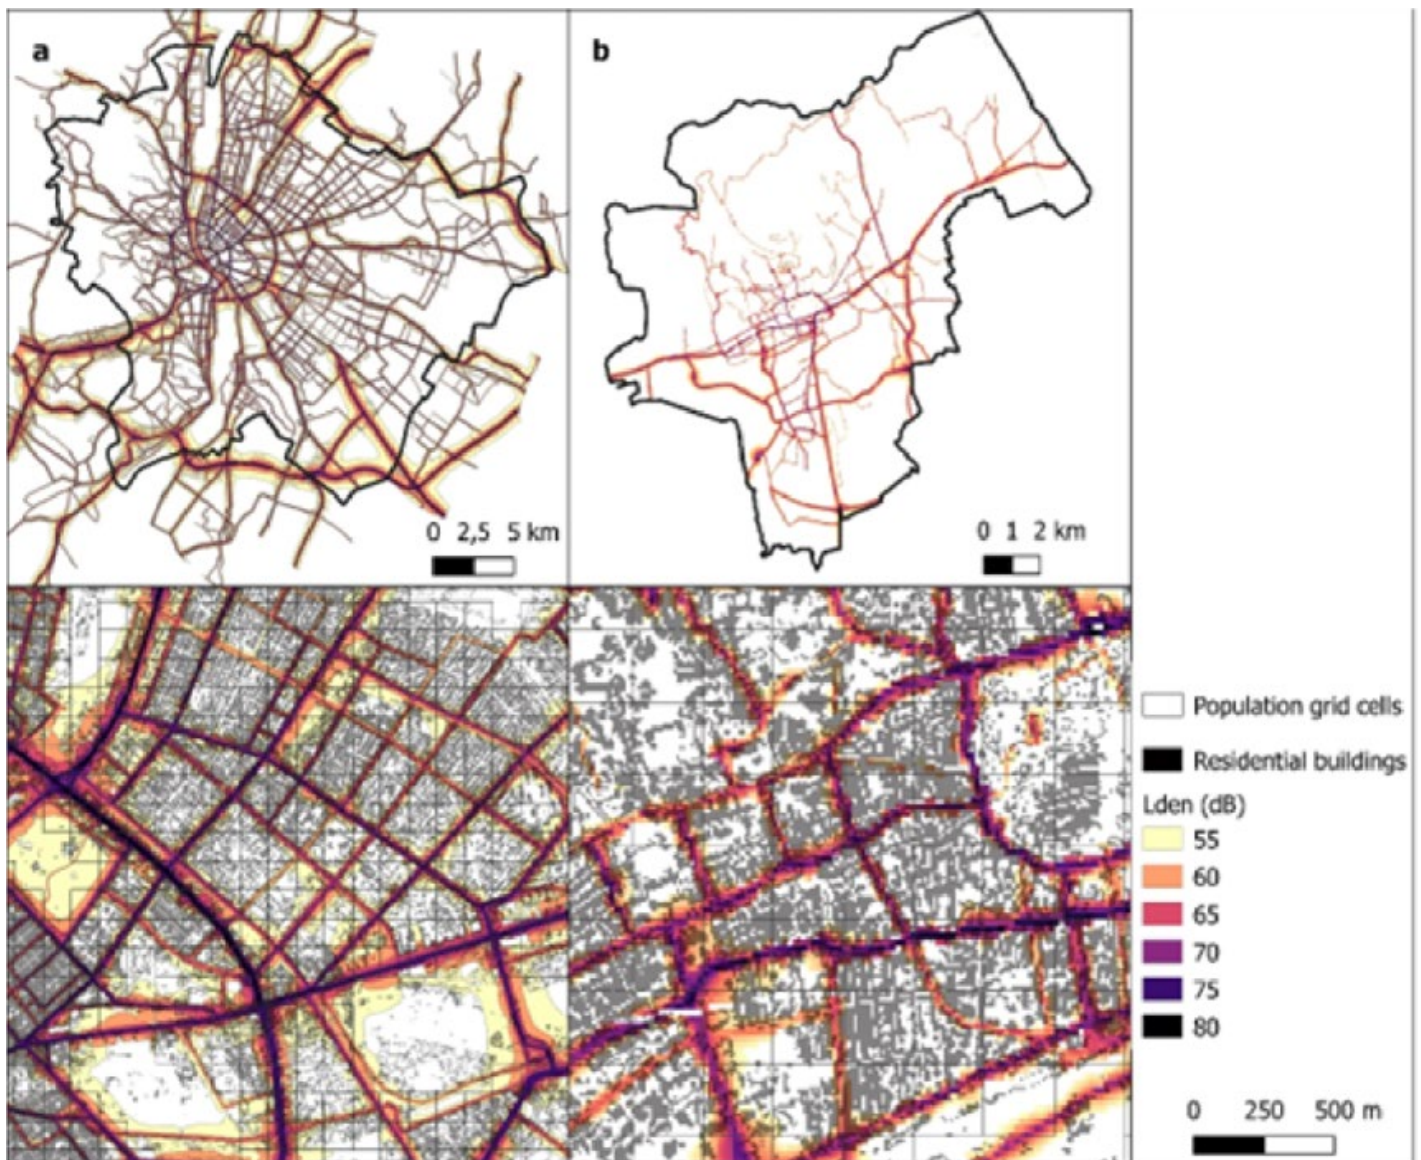 a
b
0 2,5 5 km
0 1 2 km
Population grid cells
Residential buildings
Lden (dB)
55
60
65
70
75
80
0 250 500 m